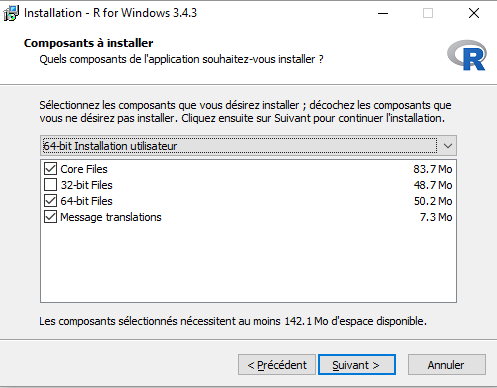 Installation - R for Windows 3.4.3
Composants à installer
Quels composants de l'application souhaitez-vous installer ?
R
Sélectionnez les composants que vous désirez installer ; décochez les composants que
vous ne désirez pas installer. Cliquez ensuite sur Suivant pour continuer l'installation.
64-bit Installation utilisateur
Core Files 83.7 Mo
32-bit Files 48.7 Mo
64-bit Files 50.2 Mo
Message translations 7.3 Mo
Les composants sélectionnés nécessitent au moins 142.1 Mo d'espace disponible.
< Précédent Suivant > Annuler